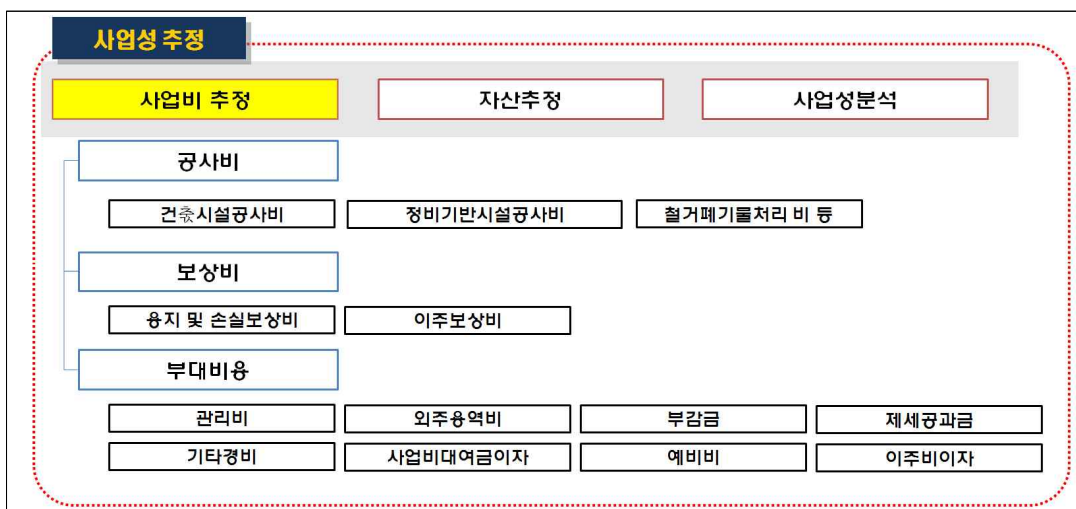 사업성 추정
사업비 추정 자산추정 사업성분석
공사비
건축시설공사비 정비기반시설공사비 철거폐기물처리 비 등
보상비
용지 및 손실보상비 이주보상비
부대비용
관리비 외주용역비 부감금 제세공과금
기타경비 사업비대여금이자 예비비 이주비이자